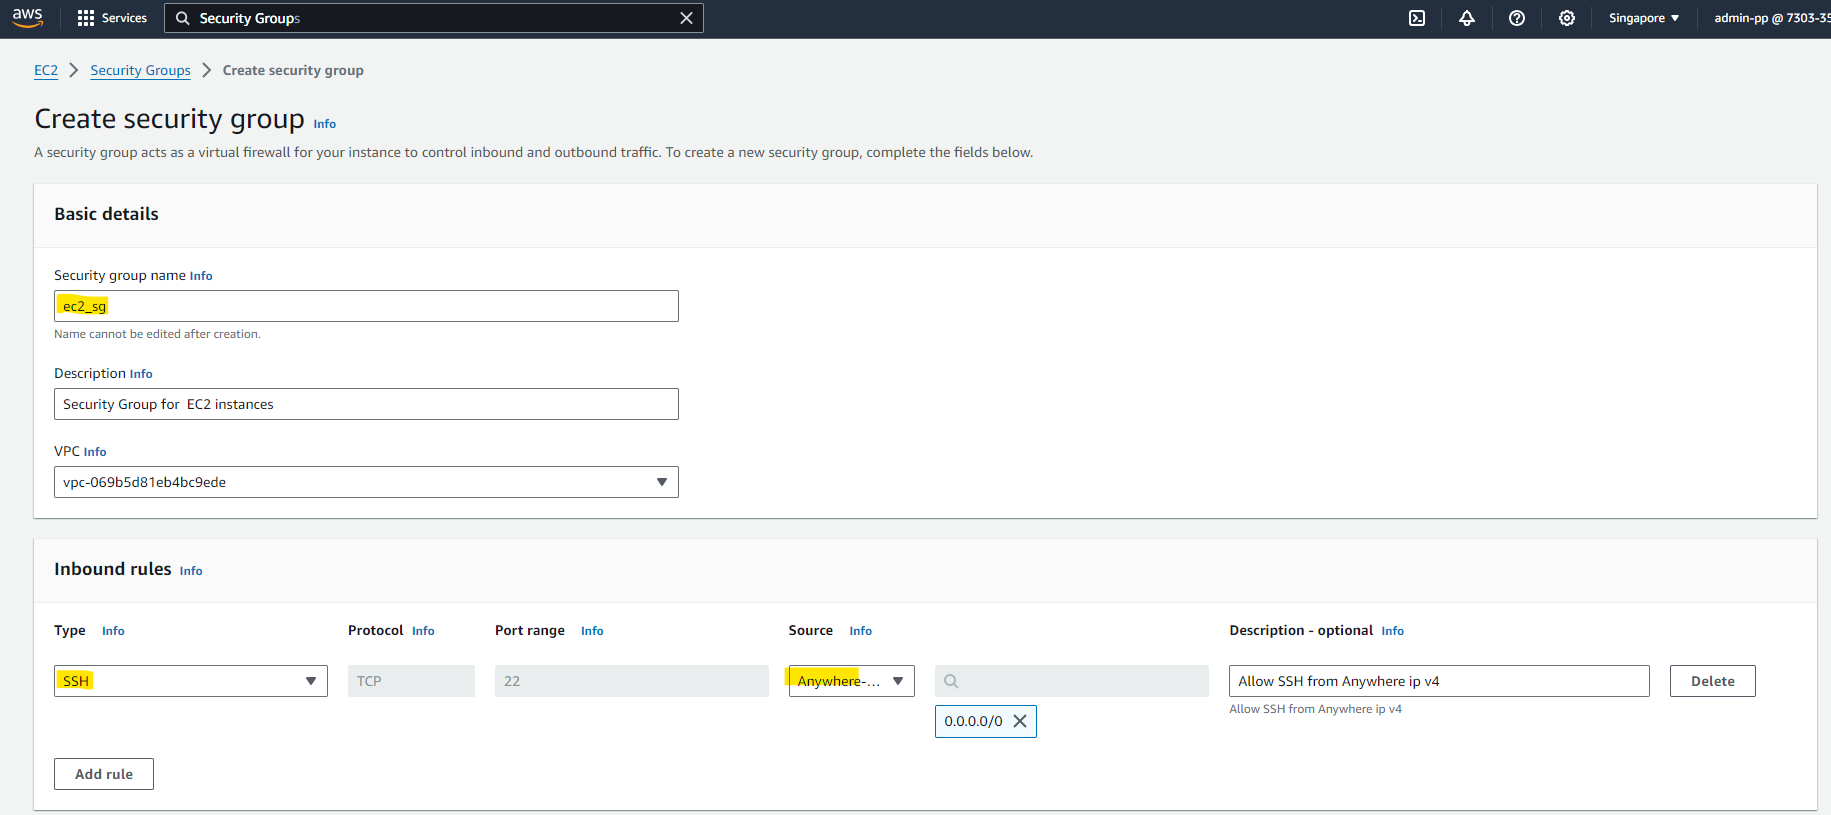 aws Services Security Groups Singapore admin-pp @ 7303-35
EC2 Security Groups Create security group
Create security group Info
A security group acts as a virtual firewall for your instance to control inbound and outbound traffic. To create a new security group, complete the fields below.
Basic details
Security group name Info
ec2_sg
Name cannot be edited after creation.
Description Info
Security Group for  EC2 instances
VPC Info
vpc-069b5d81eb4bc9ede
Inbound rules Info
Type Info Protocol Info Port range Info Source Info Description - optional Info
SSH TCP 22 Anywhere-... Allow SSH from Anywhere ip v4 Delete
Allow SSH from Anywhere ip v4
0.0.0.0/0
Add rule